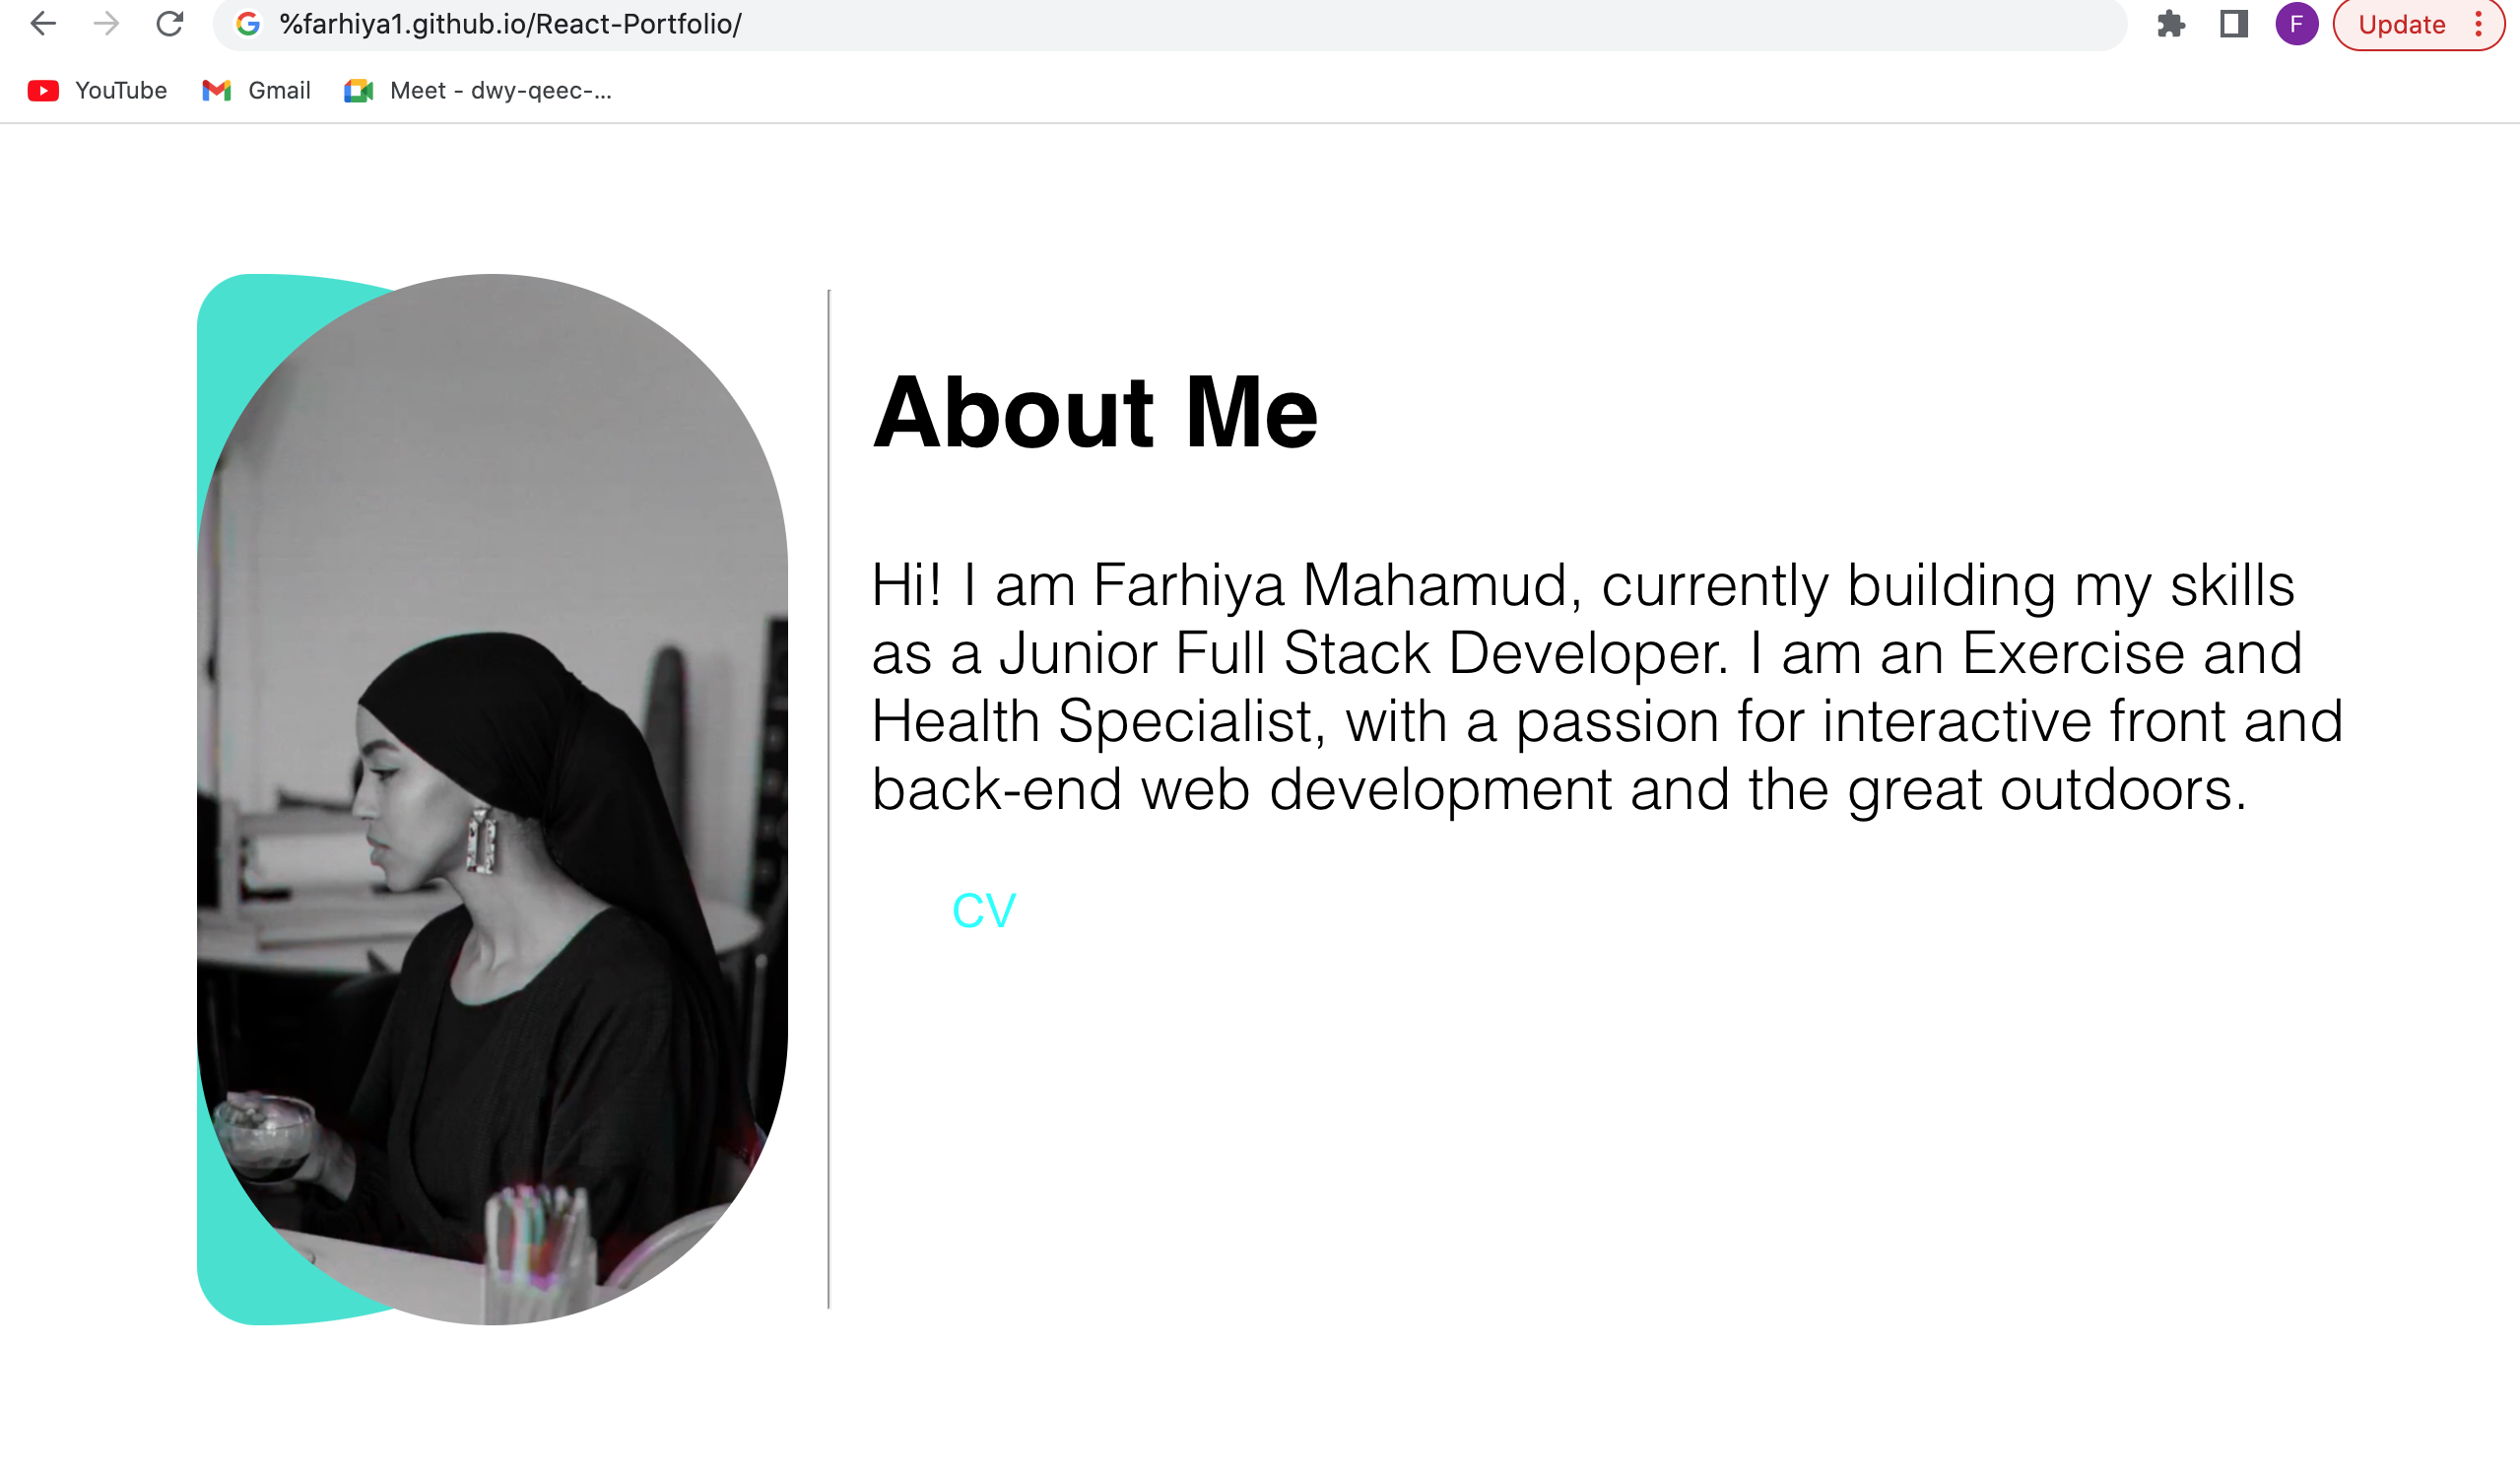 %farhiya1.github.io/React-Portfolio/
F
Update
YouTube
Gmail
Meet - dwy-qeec-...
About Me
Hi! I am Farhiya Mahamud, currently building my skills
as a Junior Full Stack Developer. I am an Exercise and
Health Specialist, with a passion for interactive front and
back-end web development and the great outdoors.
CV